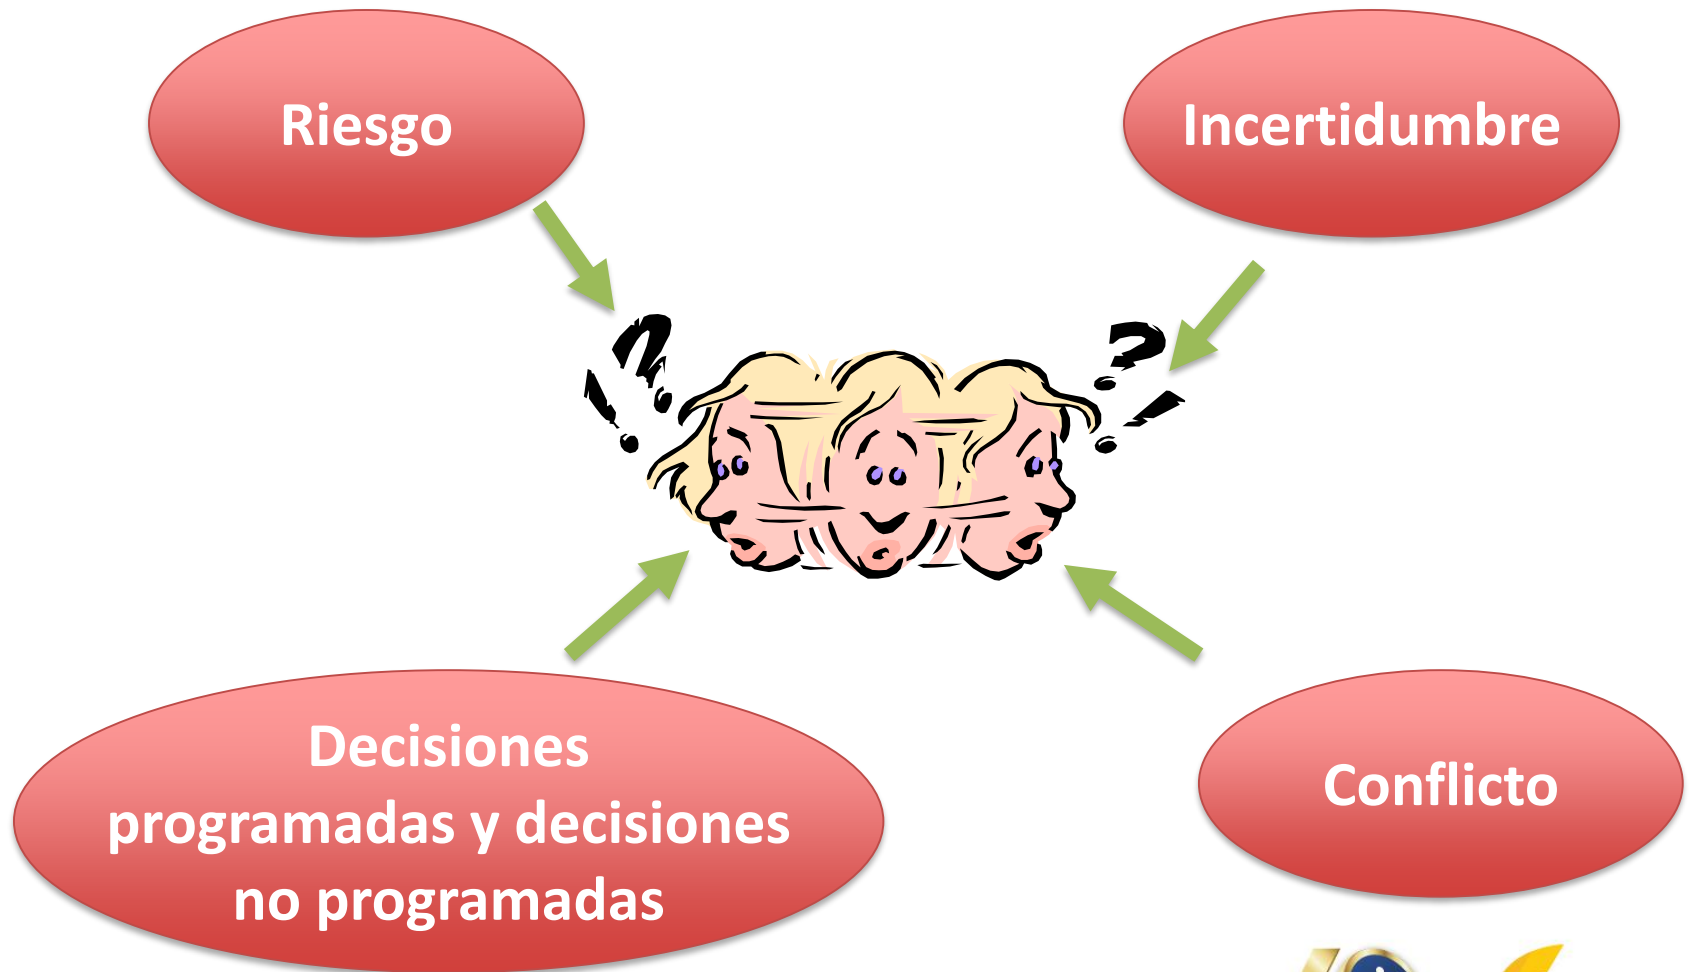 Riesgo
Incertidumbre
Decisiones
programadas y decisiones
no programadas
Conflicto